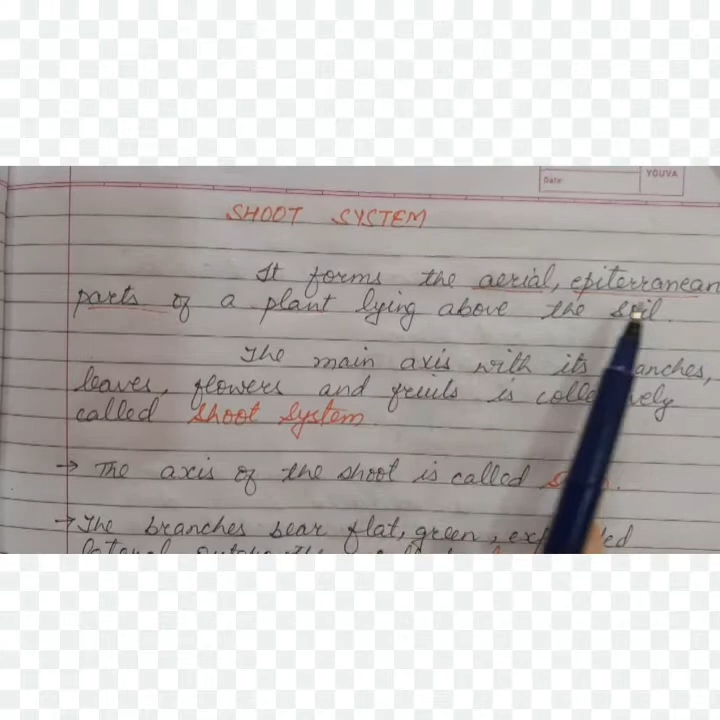 Date:
YOUVA
SHOOT SYSTEM
It forms the aerial, epiterranean
parts of a plant lying above the soil.
The main axis with its
leaves, flowers and fruits is
called shoot system
→ The axis of the shoot is called
→ The branches bear flat, green,